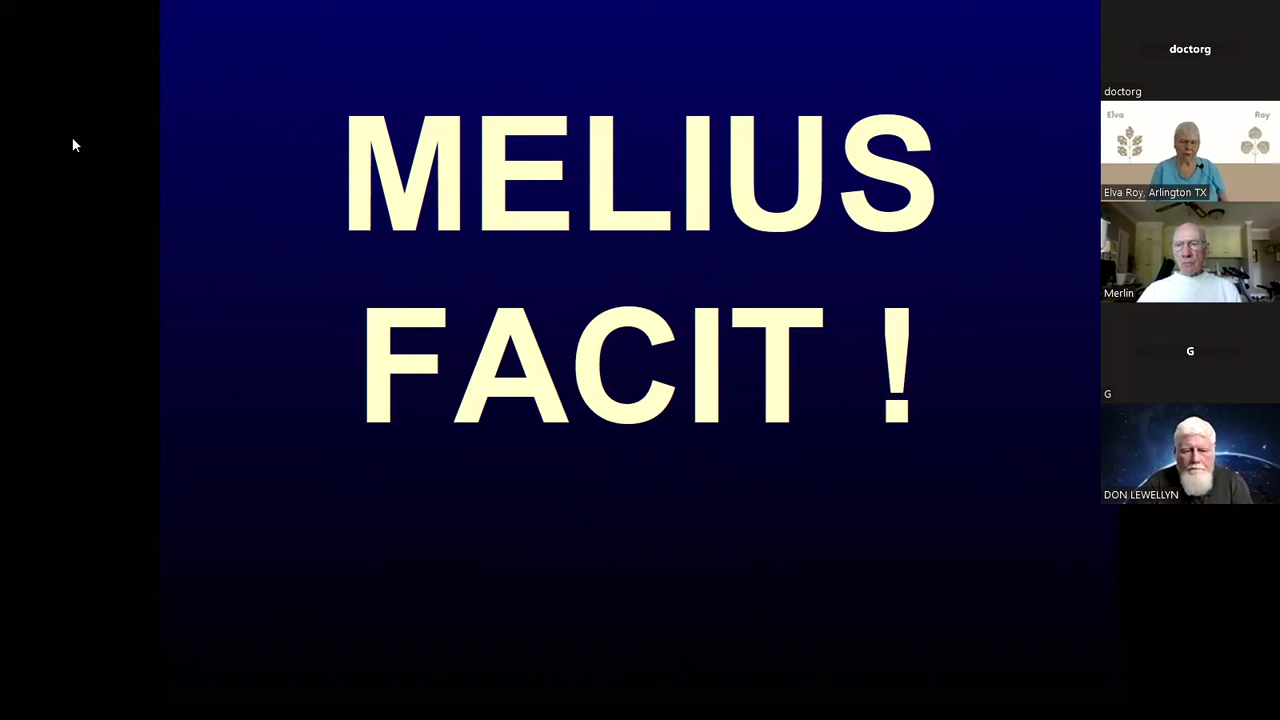 MELIUS
FACIT !
doctorg
doctorg
Elva
Roy
Elva Roy, Arlington TX
Merlin
G
G
DON LEWELLYN